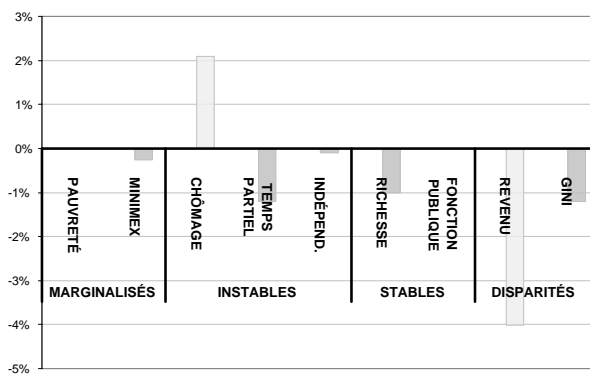 3%
2%
1%
0%
-1%
-2%
-3%
-4%
-5%
PAUVRETÉ
MINIMEX
CHÔMAGE
TEMPS
PARTIEL
INDÉPEND.
RICHESSE
FONCTION
PUBLIQUE
REVENU
GINI
MARGINALISÉS
INSTABLES
STABLES
DISPARITÉS